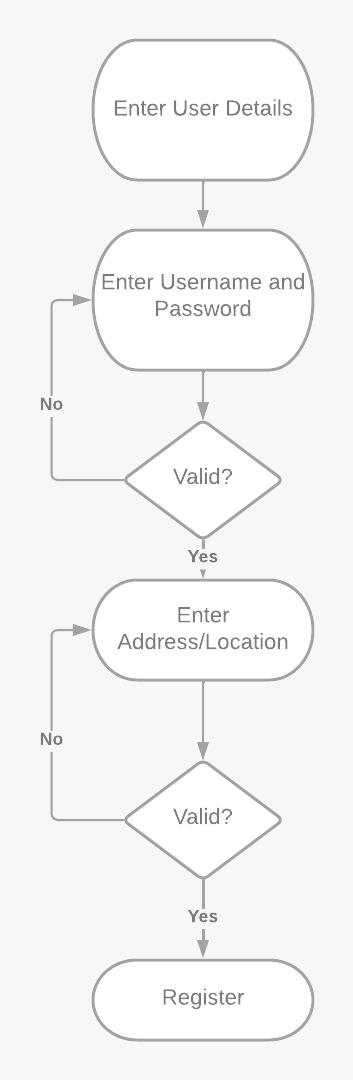 Enter User Details
Enter Username and
Password
No
Valid?
Yes
Enter
Address/Location
No
Valid?
Yes
Register